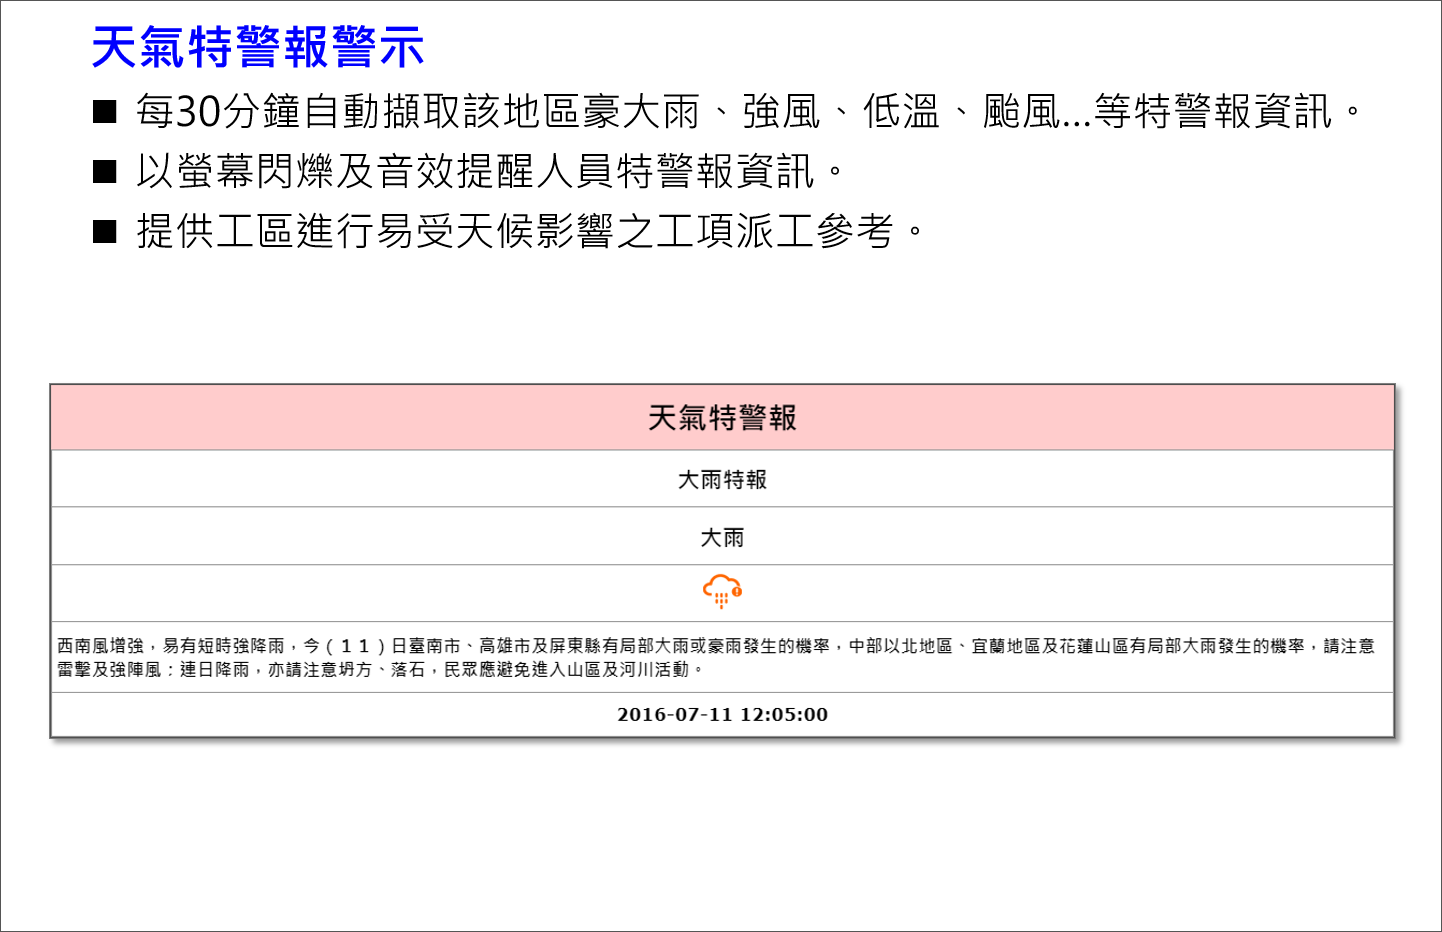 天氣特警報警示
■ 每30分鐘自動擷取該地區豪大雨、強風、低溫、颱風...等特警報資訊。
■ 以螢幕閃爍及音效提醒人員特警報資訊。
■ 提供工區進行易受天候影響之工項派工參考。
天氣特警報
大雨特報
大雨
西南風增強，易有短時強降雨，今（１１）日臺南市、高雄市及屏東縣有局部大雨或豪雨發生的機率，中部以北地區、宜蘭地區及花蓮山區有局部大雨發生的機率，請注意
雷擊及強陣風；連日降雨，亦請注意坍方、落石，民眾應避免進入山區及河川活動。
2016-07-11 12:05:00